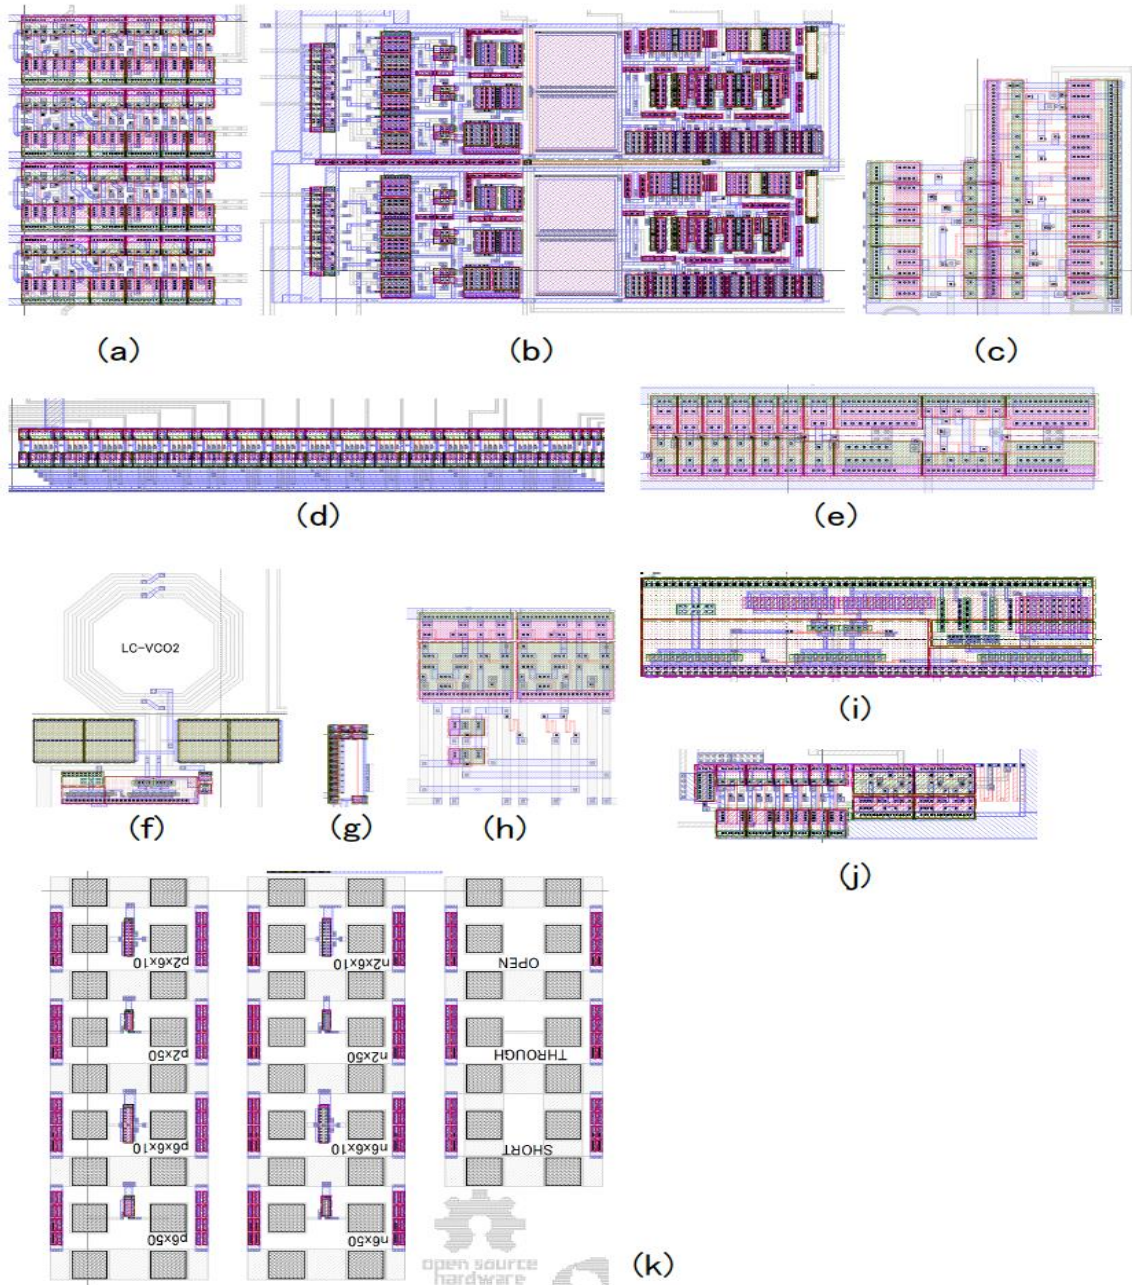 (a)
(b)
(c)
(d)
(e)
LC-VCO2
(f)
(g)
(h)
(i)
(j)
p2x6x10
n2x6x10
OPEN
p2x50
n2x50
THROUGH
p6x6x10
n6x6x10
SHORT
p6x50
n6x50
open source
hardware
(k)